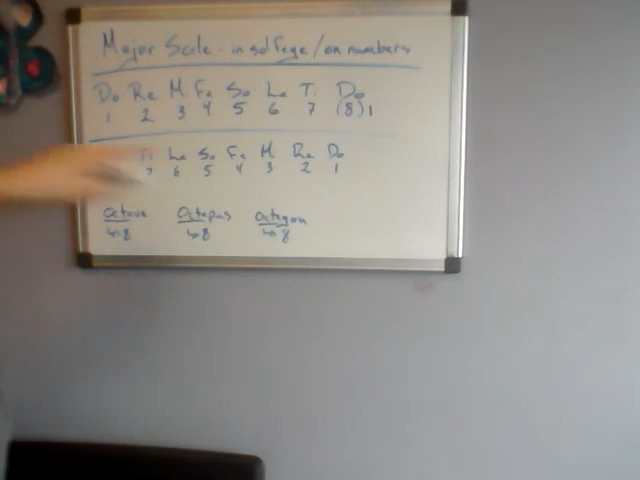 Major Scale - in solfege / on numbers
Do Re Mi Fa So La Ti Do
1 2 3 4 5 6 7 (8) 1
Ti La So Fa Mi Re Do
7 6 5 4 3 2 1
Octave Octopus Octagon
↳8 ↳8 ↳8